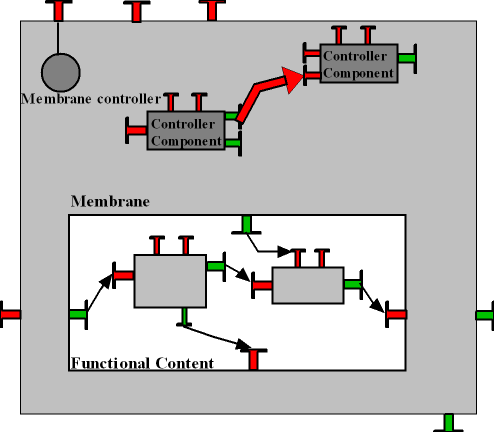 Controller
Component
Membrane controller
Controller
Component
Membrane
Functional Content